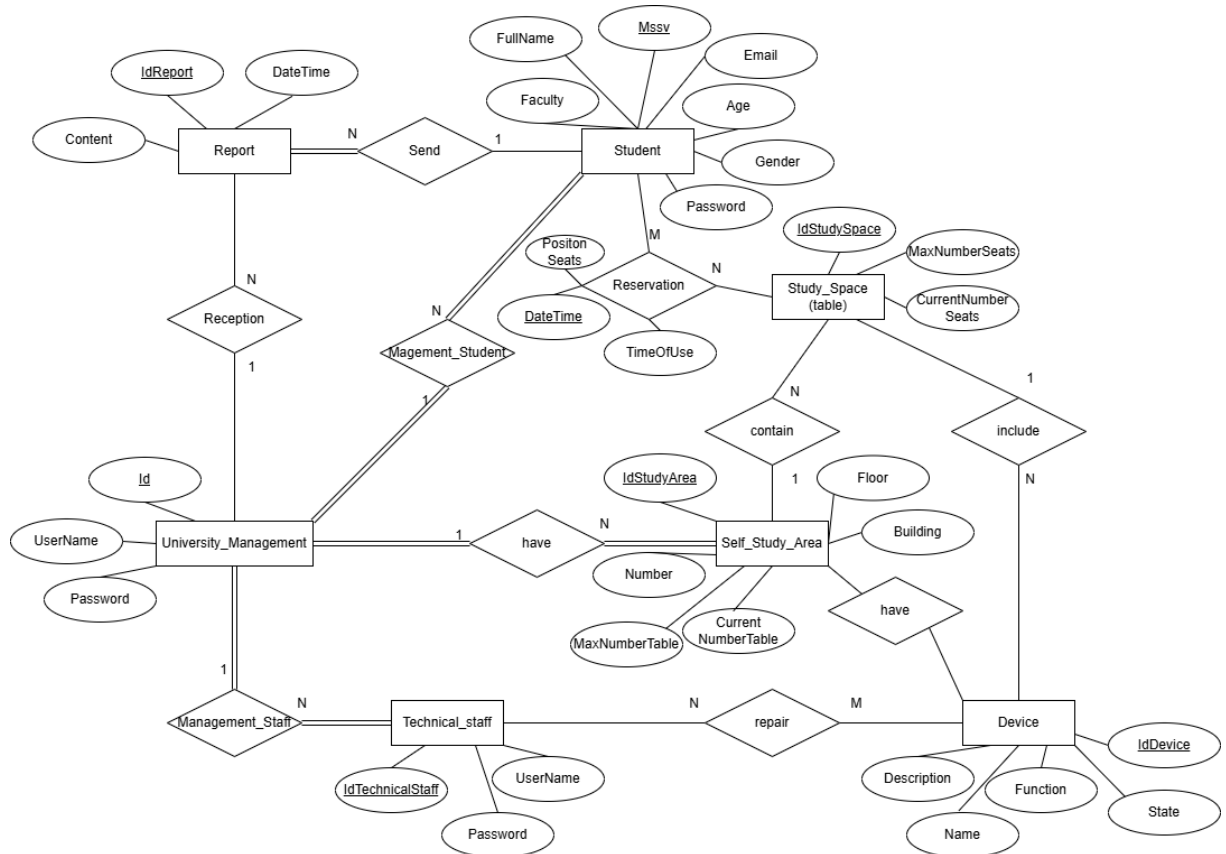 Mssv
FullName
Email
IdReport
DateTime
Faculty
Age
Content
N
1
Report
Send
Student
Gender
Password
IdStudySpace
M
Positon
Seats
MaxNumberSeats
N
N
Reservation
Study_Space
(table)
CurrentNumber
Seats
DateTime
Reception
N
Magement_Student
TimeOfUse
1
1
1
N
contain
include
Id
IdStudyArea
Floor
1
N
UserName
University_Management
1
have
N
Self_Study_Area
Building
Password
Number
have
MaxNumberTable
Current
NumberTable
1
Management_Staff
N
Technical_staff
N
repair
M
Device
IdDevice
IdTechnicalStaff
UserName
Description
Function
State
Password
Name